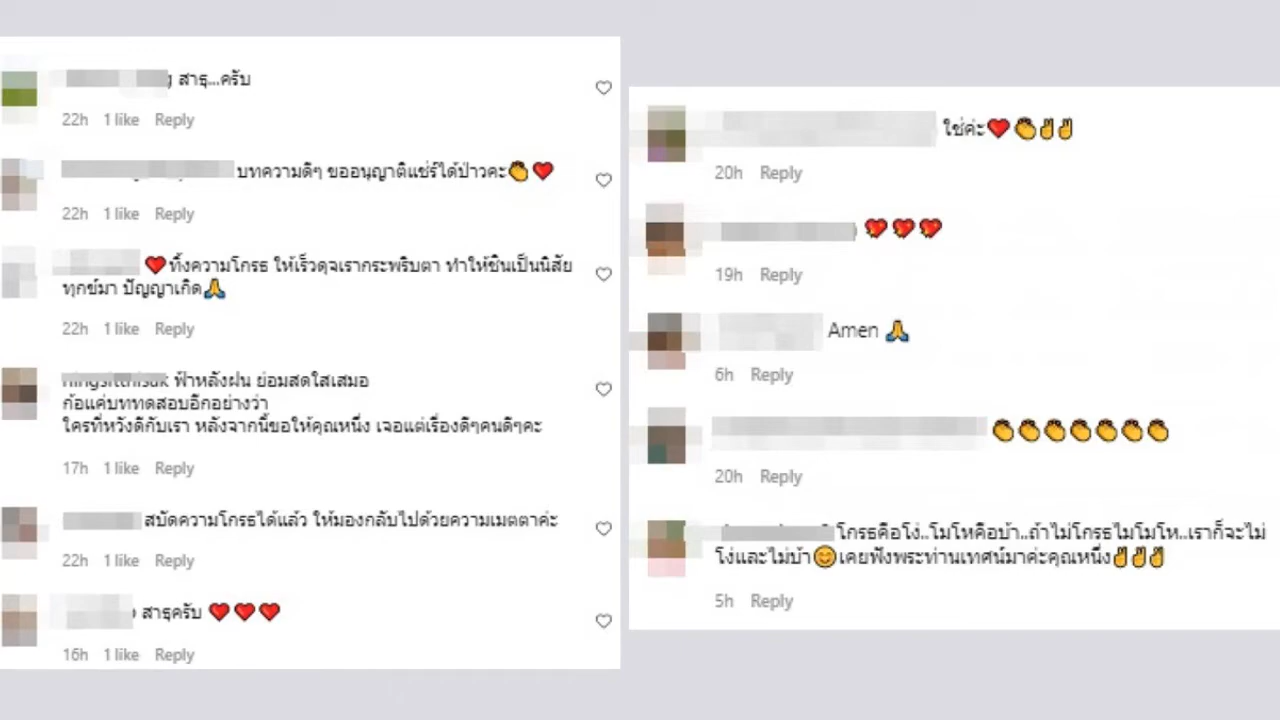 สาธุ...ครับ
22h 1 like Reply
บทความดีๆ ขออนุญาติแชร์ได้ป่าวคะ👏❤️
22h 1 like Reply
❤️ทิ้งความโกรธ ให้เร็วดุจเรากระพริบตา ทำให้ชินเป็นนิสัย
ทุกข์มา ปัญญาเกิด🙏
22h 1 like Reply
ฟ้าหลังฝน ย่อมสดใสเสมอ
ก้อแค่บททดสอบอีกอย่างว่า
ใครที่หวังดีกับเรา หลังจากนี้ขอให้คุณหนึ่ง เจอแต่เรื่องดีๆคนดีๆคะ
17h 1 like Reply
สบัดความโกรธได้แล้ว ให้มองกลับไปด้วยความเมตตาค่ะ
22h 1 like Reply
สาธุครับ ❤️❤️❤️
16h 1 like Reply
ใช่ค่ะ❤️👏✌️✌️
20h Reply
💖💖💖
19h Reply
Amen 🙏
6h Reply
👏👏👏👏👏👏👏
20h Reply
โกรธคือโง่..โมโหคือบ้า..ถ้าไม่โกรธไมโมโห..เราก็จะไม่
โง่และไม่บ้า😊เคยฟังพระท่านเทศน์มาค่ะคุณหนึ่ง✌️✌️✌️
5h Reply